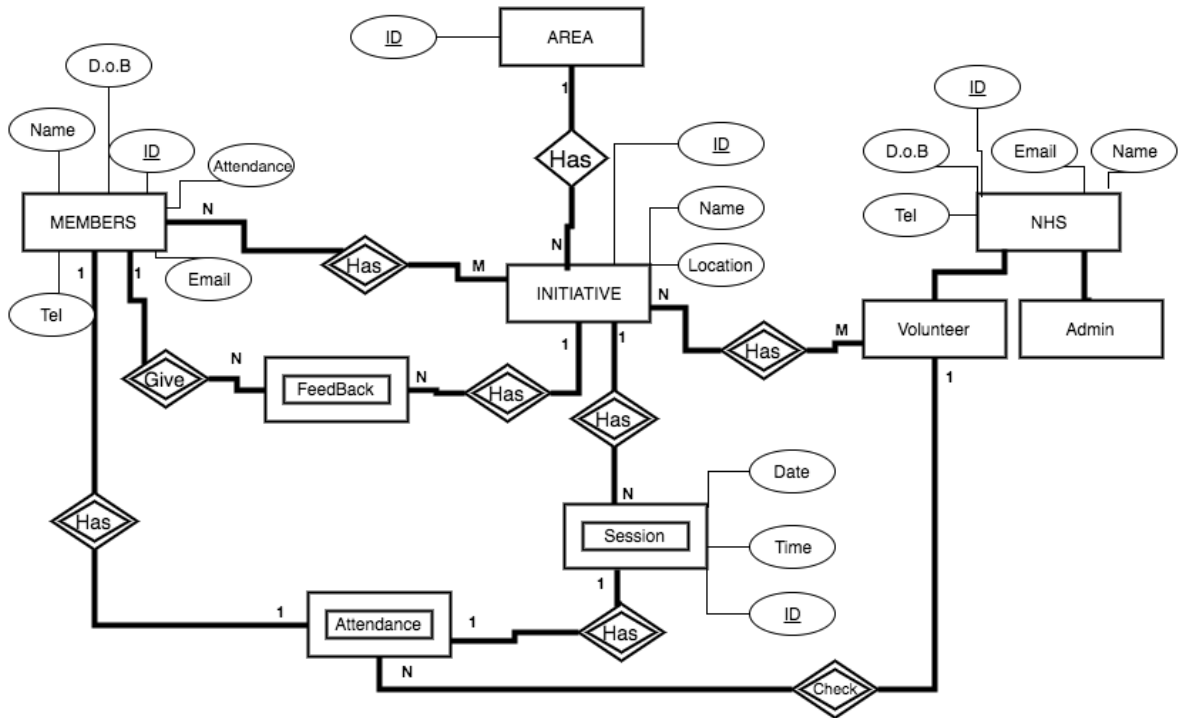 ID
AREA
D.o.B
ID
1
Name
ID
Attendance
Has
ID
D.o.B
Email
Name
MEMBERS
N
Name
Tel
NHS
1
1
Email
Has
M
N
Location
Tel
INITIATIVE
N
Volunteer
Admin
1
1
Has
M
1
Give
N
FeedBack
N
Has
Has
Date
N
Has
Session
Time
1
ID
1
Attendance
1
Has
N
Check